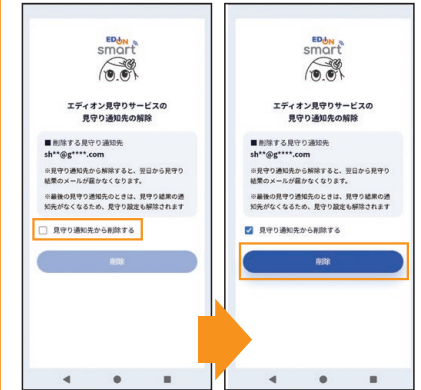 EDION
smart
エディオン見守りサービスの
見守り通知先の解除
■ 削除する見守り通知先
sh**@g****.com
※見守り通知先から解除すると、翌日から見守り
結果のメールが届かなくなります。
※最後の見守り通知先のときは、見守り結果の通
知先がなくなるため、見守り設定も解除されます
見守り通知先から削除する
削除
EDION
smart
エディオン見守りサービスの
見守り通知先の解除
■ 削除する見守り通知先
sh**@g****.com
※見守り通知先から解除すると、翌日から見守り
結果のメールが届かなくなります。
※最後の見守り通知先のときは、見守り結果の通
知先がなくなるため、見守り設定も解除されます
見守り通知先から削除する
削除